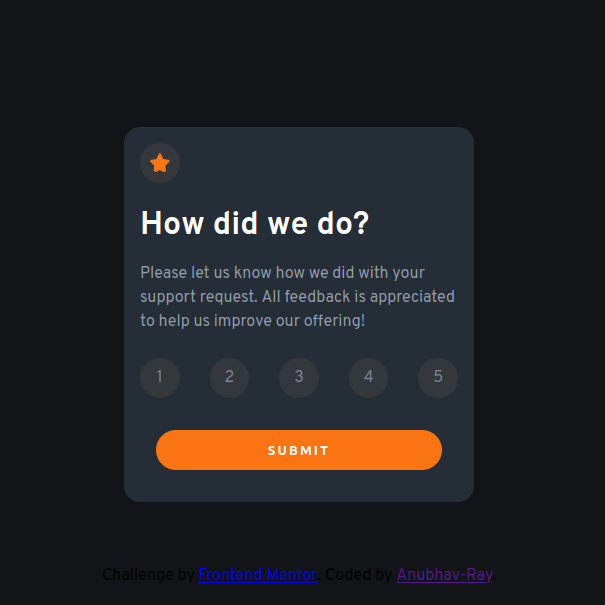 How did we do?
Please let us know how we did with your
support request. All feedback is appreciated
to help us improve our offering!
1 2 3 4 5
SUBMIT
Challenge by Frontend Mentor. Coded by Anubhav-Ray.